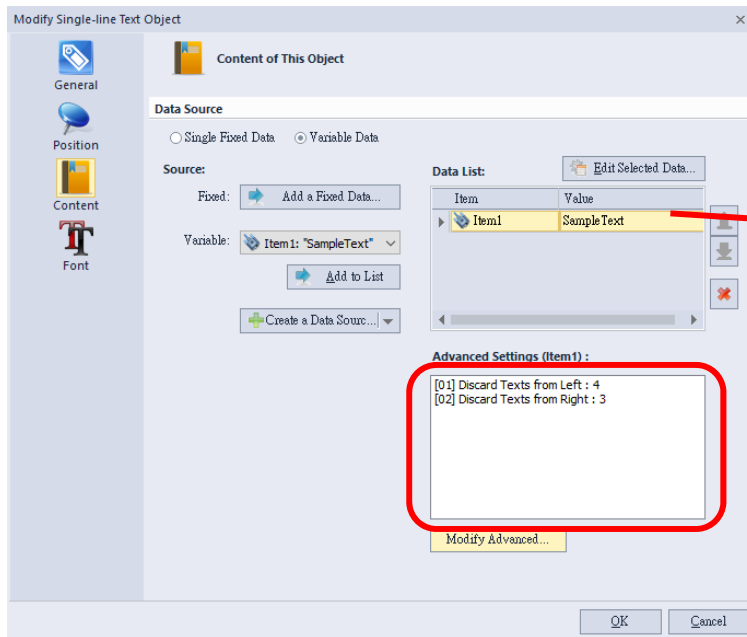 Modify Single-line Text Object
General
Position
Content
Font
Content of This Object
Data Source
Single Fixed Data
Variable Data
Source:
Fixed:
Add a Fixed Data...
Variable:
Item1: "SampleText"
Add to List
Create a Data Sourc...
Data List:
Edit Selected Data...
Item Value
Item1 SampleText
Advanced Settings (Item1) :
[01] Discard Texts from Left : 4
[02] Discard Texts from Right : 3
Modify Advanced...
OK
Cancel